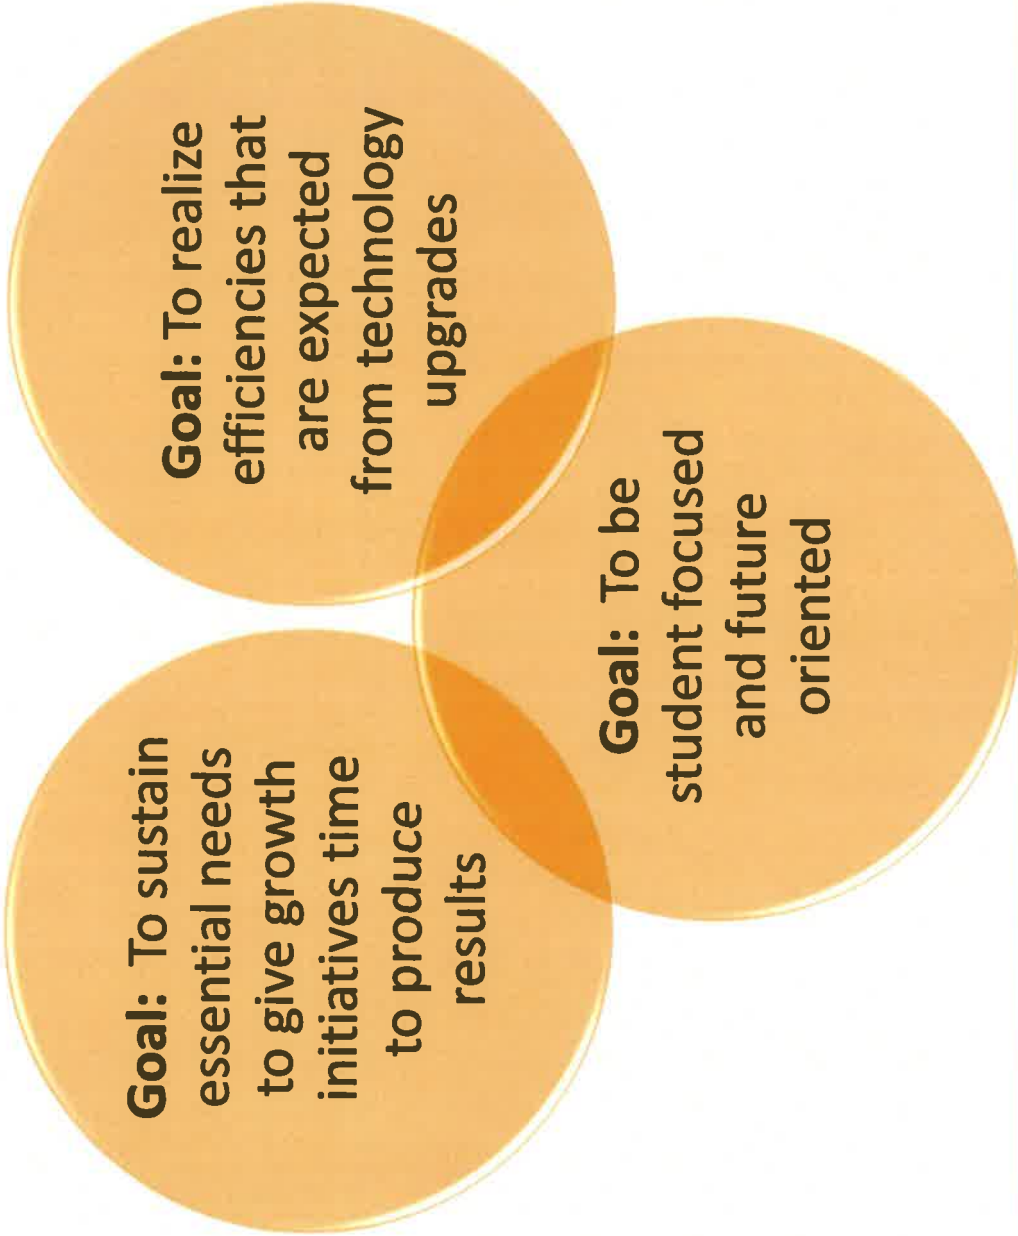 Goal: To sustain
essential needs
to give growth
initiatives time
to produce
results
Goal: To realize
efficiencies that
are expected
from technology
upgrades
Goal: To be
student focused
and future
oriented